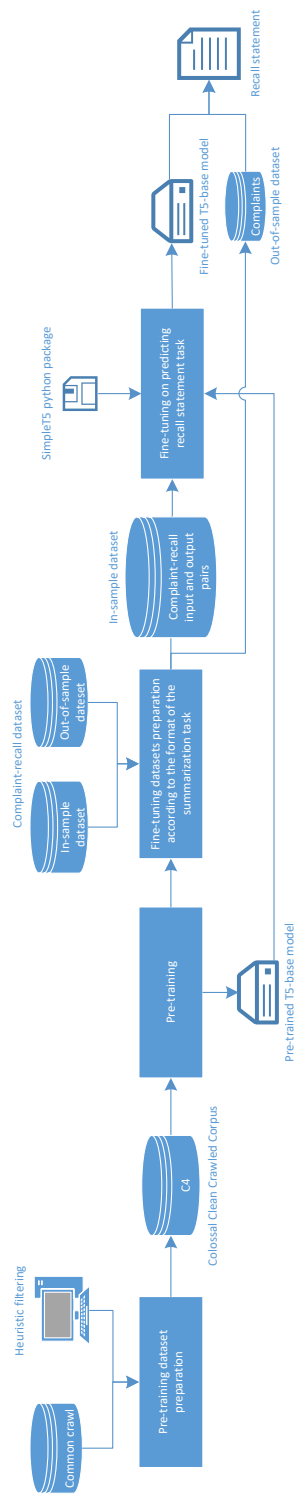 Heuristic filtering
Common crawl
Pre-training dataset
preparation
C4
Colossal Clean Crawled Corpus
Pre-training
Pre-trained T5-base model
Complaint-recall dataset
In-sample
dataset
Out-of-sample
dateset
Fine-tuning datasets preparation
according to the format of the
summarization task
In-sample dataset
Complaint-recall
input and output
pairs
SimpleT5 python package
Fine-tuning on predicting
recall statement task
Fine-tuned T5-base model
Complaints
Out-of-sample dataset
Recall statement